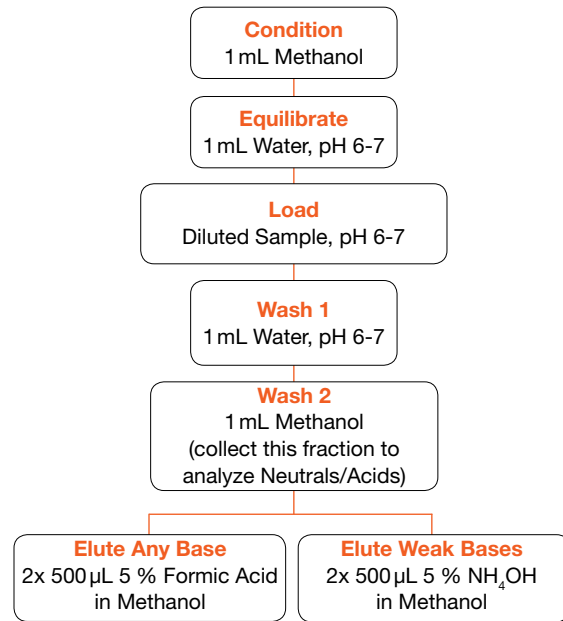 Condition
1 mL Methanol
Equilibrate
1 mL Water, pH 6-7
Load
Diluted Sample, pH 6-7
Wash 1
1 mL Water, pH 6-7
Wash 2
1 mL Methanol
(collect this fraction to
analyze Neutrals/Acids)
Elute Any Base
2x 500 µL 5 % Formic Acid
in Methanol
Elute Weak Bases
2x 500 µL 5 % NH₄OH
in Methanol